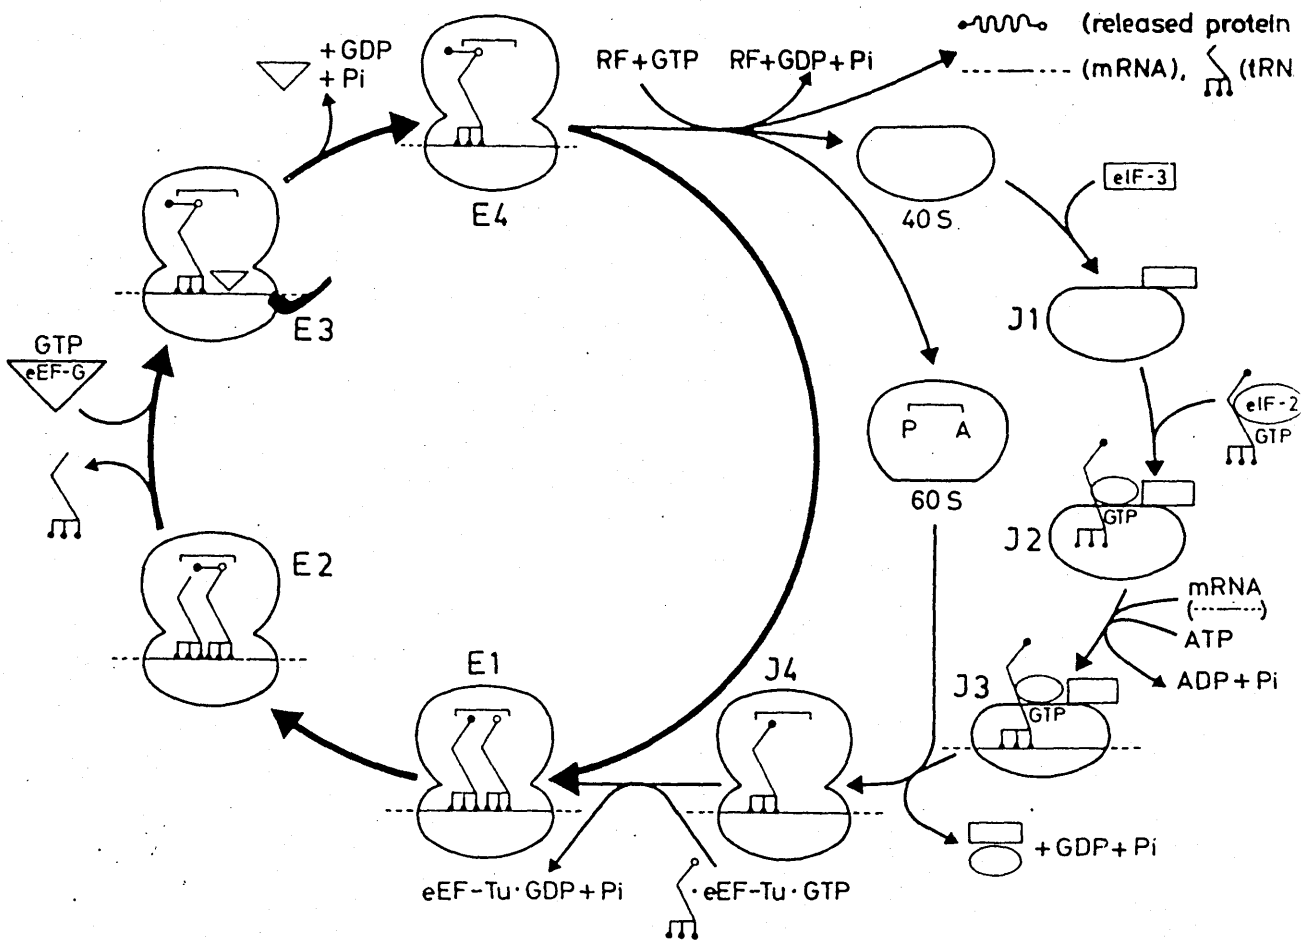 (released protein
RF+GTP RF+GDP+Pi
(mRNA), (tRN
+GDP
+Pi
E4
40S
eIF-3
J1
E3
GTP
eEF-G
P A
60S
eIF-2
GTP
GTP
J2
E2
mRNA
ATP
ADP+Pi
E1
J4
J3
GTP
+GDP+Pi
eEF-Tu·GDP+Pi
·eEF-Tu·GTP